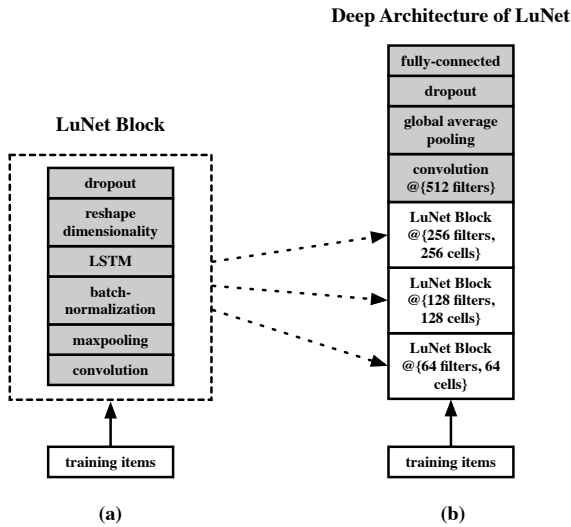 Deep Architecture of LuNet
LuNet Block
dropout
reshape
dimensionality
LSTM
batch-
normalization
maxpooling
convolution
training items
(a)
fully-connected
dropout
global average
pooling
convolution
@{512 filters}
LuNet Block
@{256 filters,
256 cells}
LuNet Block
@{128 filters,
128 cells}
LuNet Block
@{64 filters, 64
cells}
training items
(b)